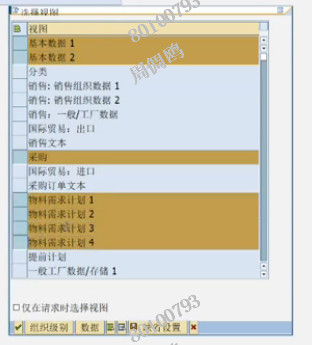 选择视图
视图
基本数据 1
基本数据 2
分类
销售: 销售组织数据 1
销售: 销售组织数据 2
销售: 一般/工厂数据
国际贸易: 出口
销售文本
采购
国际贸易: 进口
采购订单文本
物料需求计划 1
物料需求计划 2
物料需求计划 3
物料需求计划 4
提前计划
一般工厂数据/存储 1
仅在请求时选择视图
组织级别 数据 缺省设置
80100793
周倜鸥
80100793